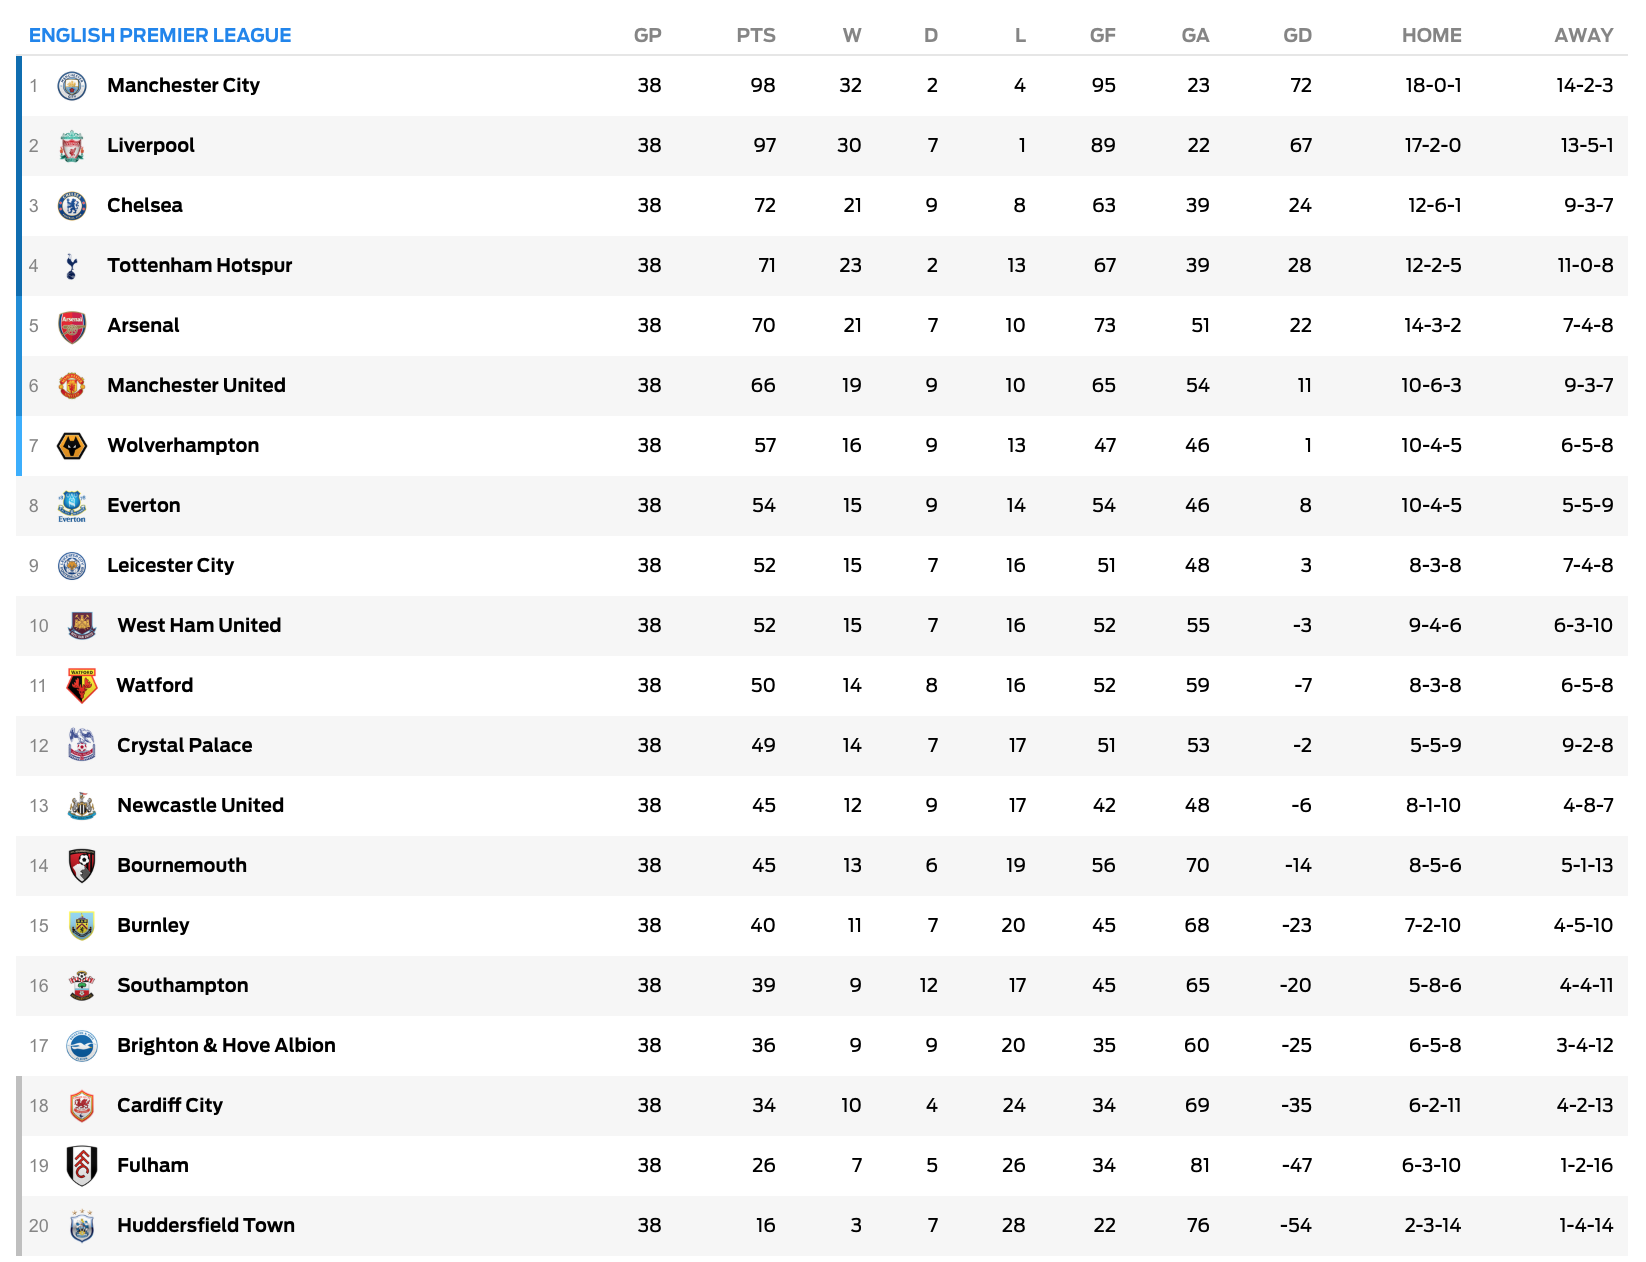 ENGLISH PREMIER LEAGUE GP PTS W D L GF GA GD HOME AWAY
1 Manchester City 38 98 32 2 4 95 23 72 18-0-1 14-2-3
2 Liverpool 38 97 30 7 1 89 22 67 17-2-0 13-5-1
3 Chelsea 38 72 21 9 8 63 39 24 12-6-1 9-3-7
4 Tottenham Hotspur 38 71 23 2 13 67 39 28 12-2-5 11-0-8
5 Arsenal 38 70 21 7 10 73 51 22 14-3-2 7-4-8
6 Manchester United 38 66 19 9 10 65 54 11 10-6-3 9-3-7
7 Wolverhampton 38 57 16 9 13 47 46 1 10-4-5 6-5-8
8 Everton Everton 38 54 15 9 14 54 46 8 10-4-5 5-5-9
9 Leicester City 38 52 15 7 16 51 48 3 8-3-8 7-4-8
10 West Ham United 38 52 15 7 16 52 55 -3 9-4-6 6-3-10
11 WATFORD Watford 38 50 14 8 16 52 59 -7 8-3-8 6-5-8
12 Crystal Palace 38 49 14 7 17 51 53 -2 5-5-9 9-2-8
13 Newcastle United 38 45 12 9 17 42 48 -6 8-1-10 4-8-7
14 Bournemouth 38 45 13 6 19 56 70 -14 8-5-6 5-1-13
15 Burnley 38 40 11 7 20 45 68 -23 7-2-10 4-5-10
16 Southampton 38 39 9 12 17 45 65 -20 5-8-6 4-4-11
17 Brighton & Hove Albion 38 36 9 9 20 35 60 -25 6-5-8 3-4-12
18 Cardiff City 38 34 10 4 24 34 69 -35 6-2-11 4-2-13
19 Fulham 38 26 7 5 26 34 81 -47 6-3-10 1-2-16
20 Huddersfield Town 38 16 3 7 28 22 76 -54 2-3-14 1-4-14